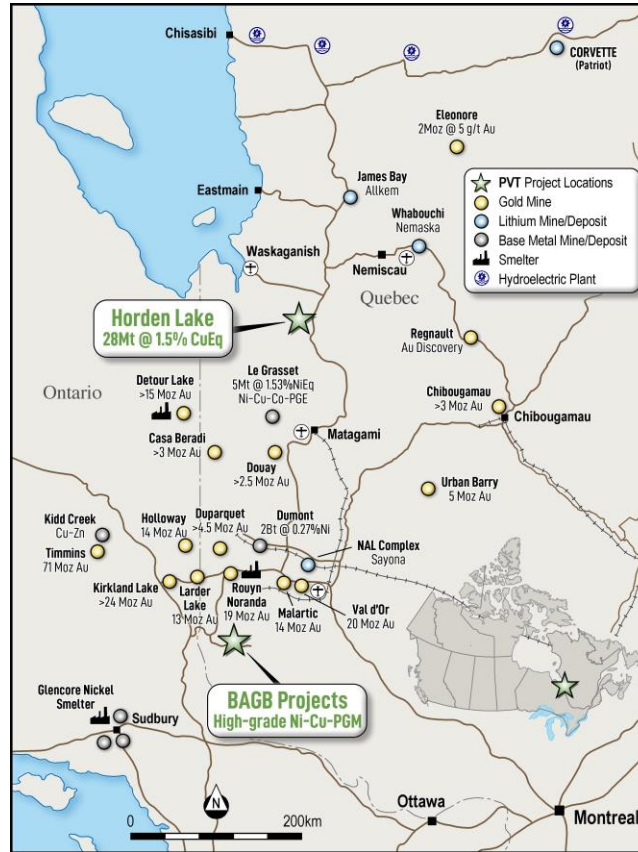 Chisasibi
CORVETTE
(Patriot)
Eleonore
2Moz @ 5 g/t Au
PVT Project Locations
Gold Mine
Lithium Mine/Deposit
Base Metal Mine/Deposit
Smelter
Hydroelectric Plant
James Bay
Allkem
Eastmain
Whabouchi
Nemaska
Waskaganish
Nemiscau
Quebec
Horden Lake
28Mt @ 1.5% CuEq
Regnault
Au Discovery
Ontario
Detour Lake
>15 Moz Au
Le Grasset
5Mt @ 1.53%NiEq
Ni-Cu-Co-PGE
Chibougamau
>3 Moz Au
Chibougamau
Matagami
Casa Beradi
>3 Moz Au
Douay
>2.5 Moz Au
Urban Barry
5 Moz Au
Kidd Creek
Cu-Zn
Timmins
71 Moz Au
Holloway
14 Moz Au
Duparquet
>4.5 Moz Au
Dumont
2Bt @ 0.27%Ni
NAL Complex
Sayona
Kirkland Lake
>24 Moz Au
Larder
Lake
13 Moz Au
Rouyn
Noranda
19 Moz Au
Malartic
14 Moz Au
Val d'Or
20 Moz Au
BAGB Projects
High-grade Ni-Cu-PGM
Glencore Nickel
Smelter
Sudbury
N
0
200km
Ottawa
Montreal